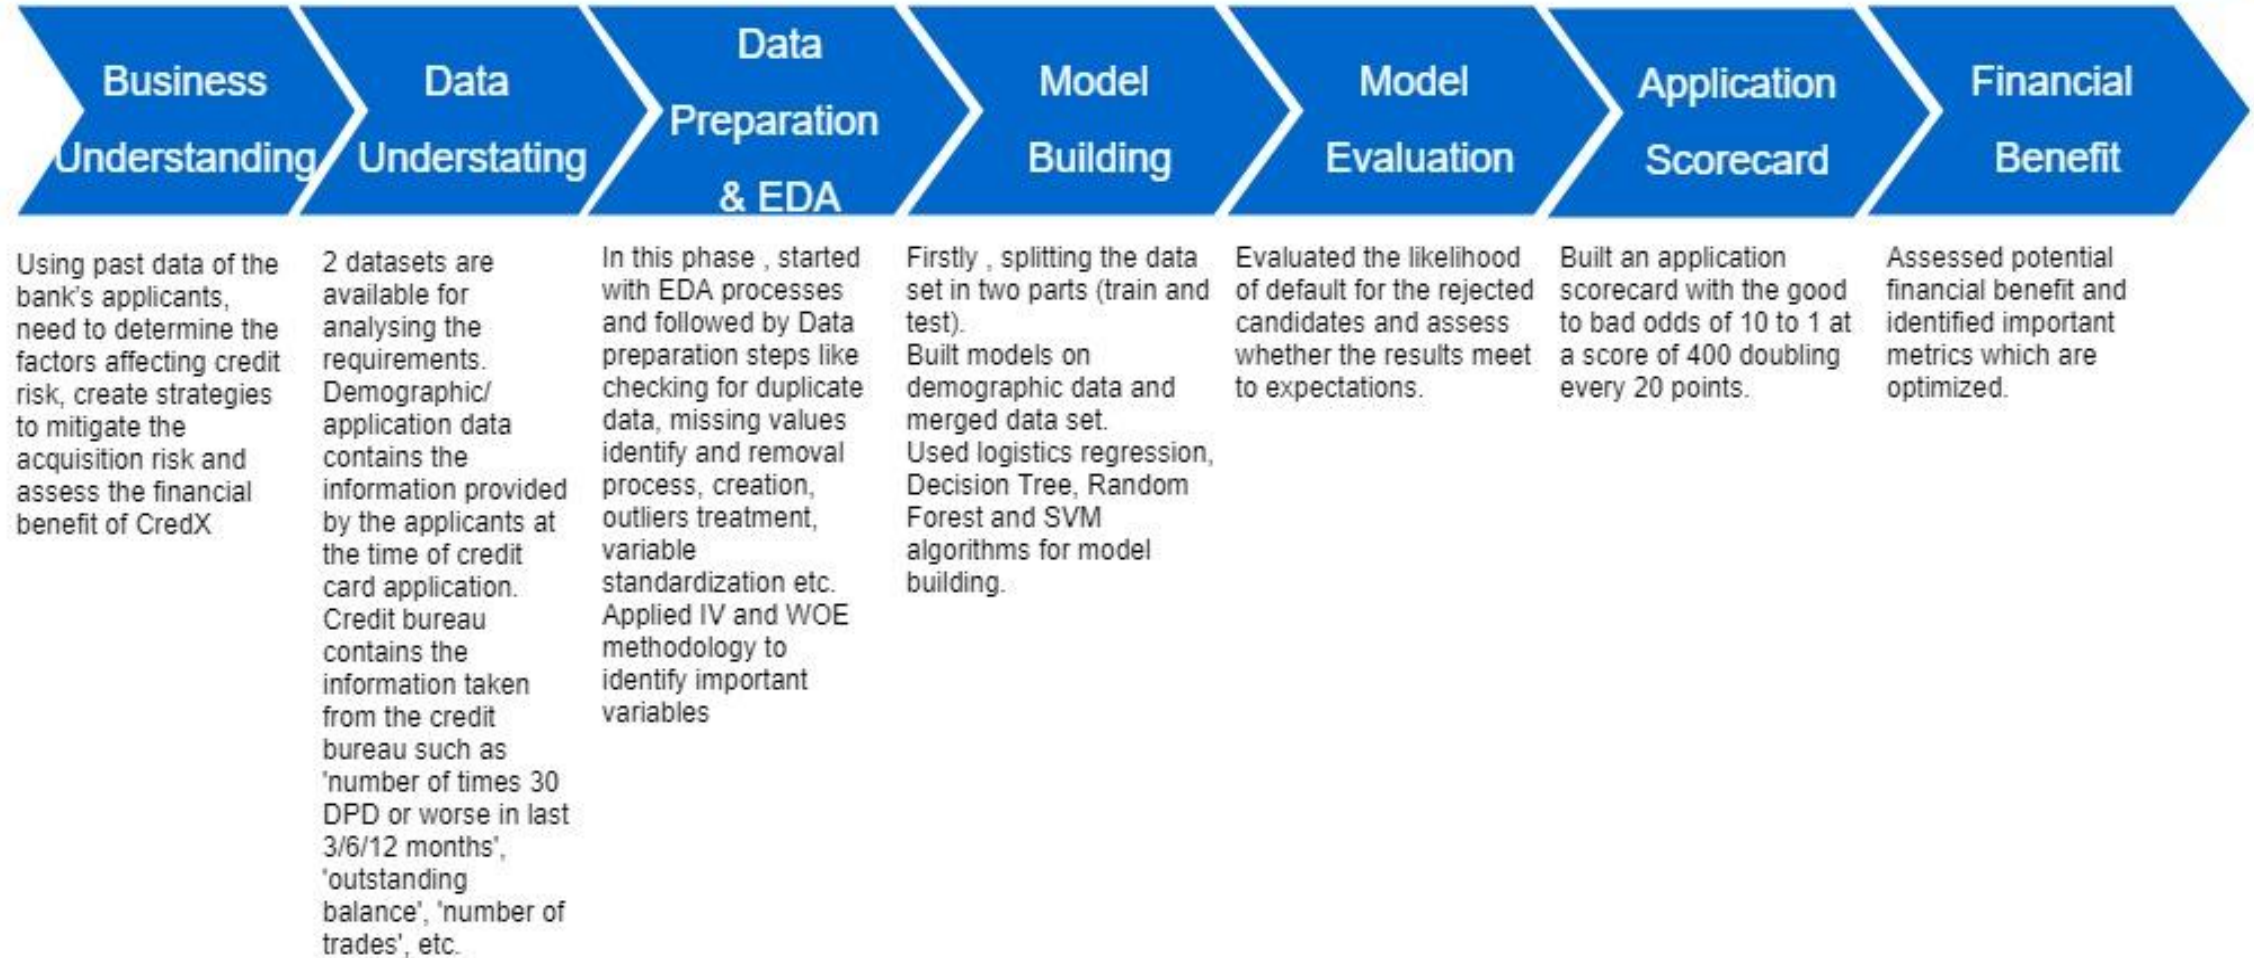 Business
Understanding
Data
Understating
Data
Preparation
& EDA
Model
Building
Model
Evaluation
Application
Scorecard
Financial
Benefit
Using past data of the
bank's applicants,
need to determine the
factors affecting credit
risk, create strategies
to mitigate the
acquisition risk and
assess the financial
benefit of CredX
2 datasets are
available for
analysing the
requirements.
Demographic/
application data
contains the
information provided
by the applicants at
the time of credit
card application.
Credit bureau
contains the
information taken
from the credit
bureau such as
'number of times 30
DPD or worse in last
3/6/12 months',
'outstanding
balance', 'number of
trades', etc.
In this phase , started
with EDA processes
and followed by Data
preparation steps like
checking for duplicate
data, missing values
identify and removal
process, creation,
outliers treatment,
variable
standardization etc.
Applied IV and WOE
methodology to
identify important
variables
Firstly , splitting the data
set in two parts (train and
test).
Built models on
demographic data and
merged data set.
Used logistics regression,
Decision Tree, Random
Forest and SVM
algorithms for model
building.
Evaluated the likelihood
of default for the rejected
candidates and assess
whether the results meet
to expectations.
Built an application
scorecard with the good
to bad odds of 10 to 1 at
a score of 400 doubling
every 20 points.
Assessed potential
financial benefit and
identified important
metrics which are
optimized.